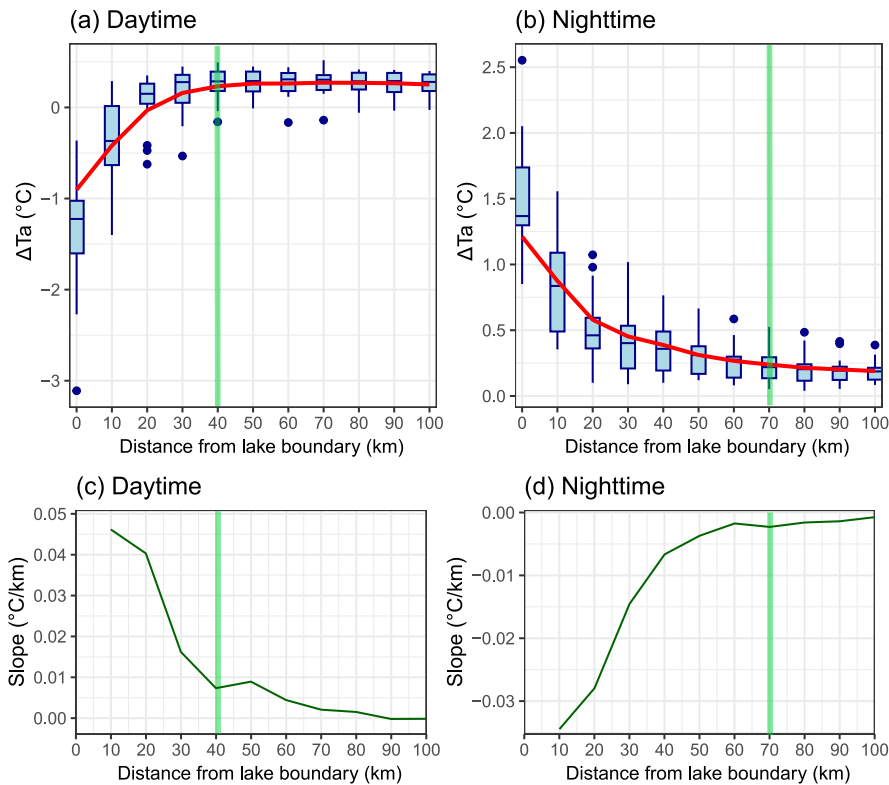 (a) Daytime
ΔTa (°C)
0
−1
−2
−3
0 10 20 30 40 50 60 70 80 90 100
Distance from lake boundary (km)
(b) Nighttime
ΔTa (°C)
2.5
2.0
1.5
1.0
0.5
0.0
0 10 20 30 40 50 60 70 80 90 100
Distance from lake boundary (km)
(c) Daytime
Slope (°C/km)
0.05
0.04
0.03
0.02
0.01
0.00
0 10 20 30 40 50 60 70 80 90 100
Distance from lake boundary (km)
(d) Nighttime
Slope (°C/km)
0.00
−0.01
−0.02
−0.03
0 10 20 30 40 50 60 70 80 90 100
Distance from lake boundary (km)